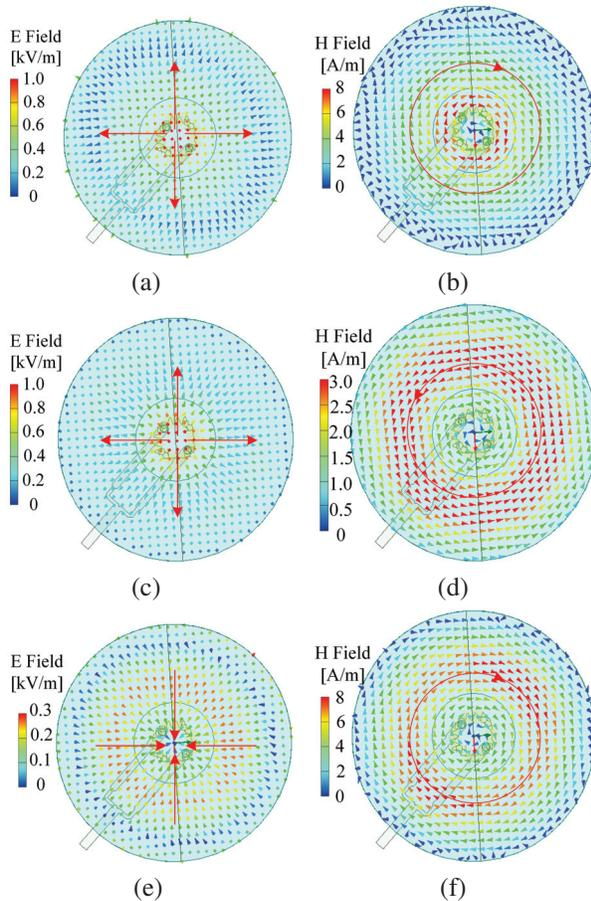 E Field
[kV/m]
1.0
0.8
0.6
0.4
0.2
0
(a)
H Field
[A/m]
8
6
4
2
0
(b)
E Field
[kV/m]
1.0
0.8
0.6
0.4
0.2
0
(c)
H Field
[A/m]
3.0
2.5
2.0
1.5
1.0
0.5
0
(d)
E Field
[kV/m]
0.3
0.2
0.1
0
(e)
H Field
[A/m]
8
6
4
2
0
(f)